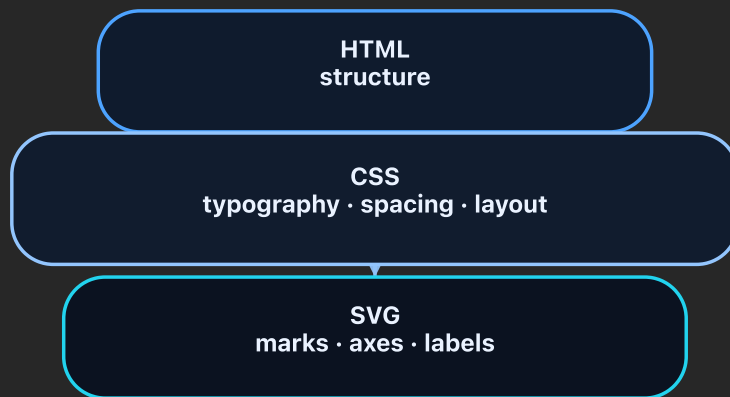 HTML
structure
CSS
typography · spacing · layout
SVG
marks · axes · labels